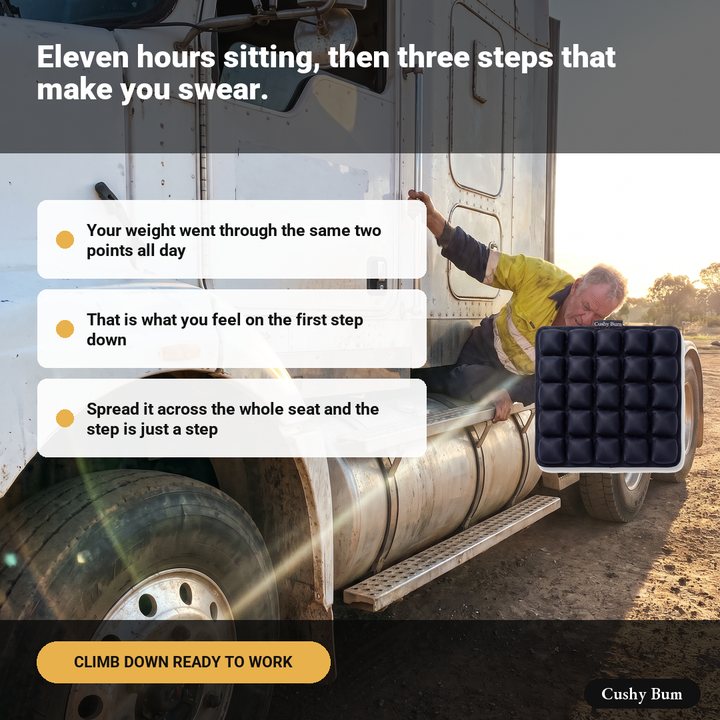 Eleven hours sitting, then three steps that
make you swear.
Your weight went through the same two
points all day
That is what you feel on the first step
down
Spread it across the whole seat and the
step is just a step
Cushy Bum
CLIMB DOWN READY TO WORK
Cushy Bum